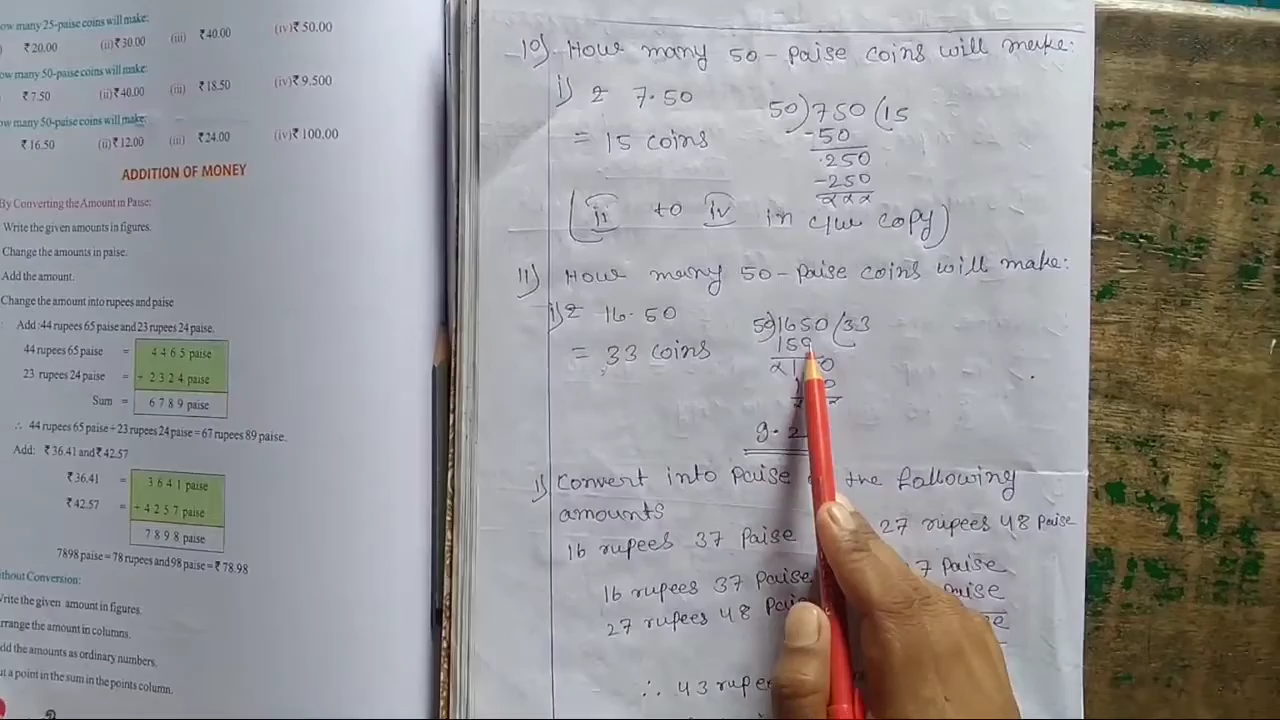 ow many 25-paise coins will make:
₹20.00 (ii) ₹30.00 (iii) ₹40.00 (iv) ₹50.00
ow many 50-paise coins will make:
₹7.50 (ii) ₹40.00 (iii) ₹18.50 (iv) ₹9.500
ow many 50-paise coins will make:
₹16.50 (ii) ₹12.00 (iii) ₹24.00 (iv) ₹100.00
ADDITION OF MONEY
By Converting the Amount in Paise:
Write the given amounts in figures.
Change the amounts in paise.
Add the amount.
Change the amount into rupees and paise
Add : 44 rupees 65 paise and 23 rupees 24 paise.
44 rupees 65 paise = 4 4 6 5 paise
23 rupees 24 paise = + 2 3 2 4 paise
Sum = 6 7 8 9 paise
∴ 44 rupees 65 paise + 23 rupees 24 paise = 67 rupees 89 paise.
Add: ₹36.41 and ₹42.57
₹36.41 = 3 6 4 1 paise
₹42.57 = + 4 2 5 7 paise
7 8 9 8 paise
7898 paise = 78 rupees and 98 paise = ₹78.98
ithout Conversion:
rite the given amount in figures.
rrange the amount in columns.
dd the amounts as ordinary numbers.
ut a point in the sum in the points column.
10) How many 50-paise coins will make:
i) ₹ 7.50 50)750(15
-50
= 15 coins 250
-250
xxx
(ii to iv in c/w copy)
11) How many 50-paise coins will make:
i) ₹ 16.50 50)1650(33
= 33 coins
9.2
1) Convert into paise the following
amounts
16 rupees 37 paise 27 rupees 48 paise
16 rupees 37 paise 7 paise
27 rupees 48 paise
∴ 43